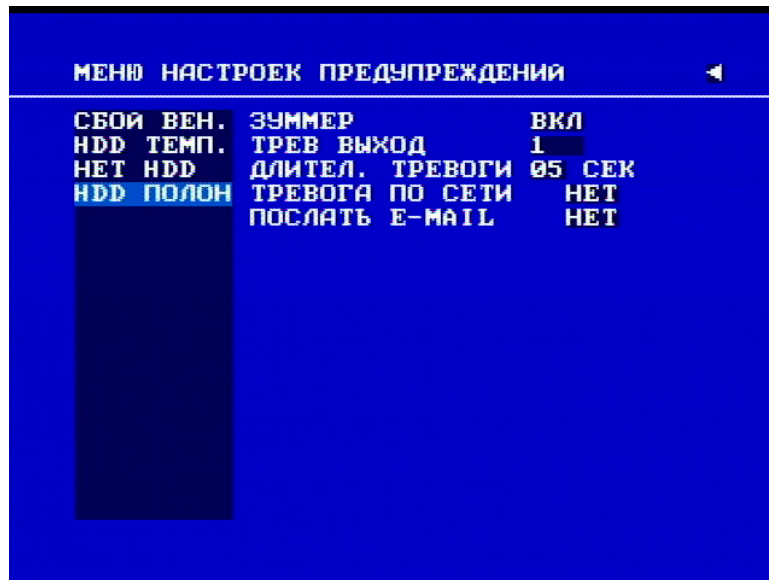 МЕНЮ НАСТРОЕК ПРЕДУПРЕЖДЕНИЙ
СБОЙ ВЕН. ЗУММЕР ВКЛ
HDD ТЕМП. ТРЕВ ВЫХОД 1
НЕТ HDD ДЛИТЕЛ. ТРЕВОГИ 05 СЕК
HDD ПОЛОН ТРЕВОГА ПО СЕТИ НЕТ
ПОСЛАТЬ E-MAIL НЕТ